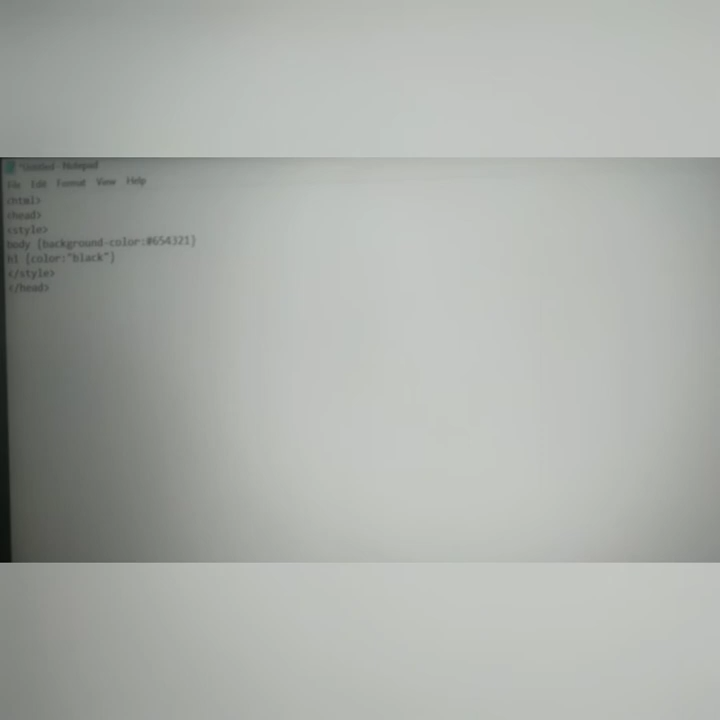 *Untitled - Notepad
File Edit Format View Help
<html>
<head>
<style>
body {background-color:#654321}
h1 {color:"black"}
</style>
</head>